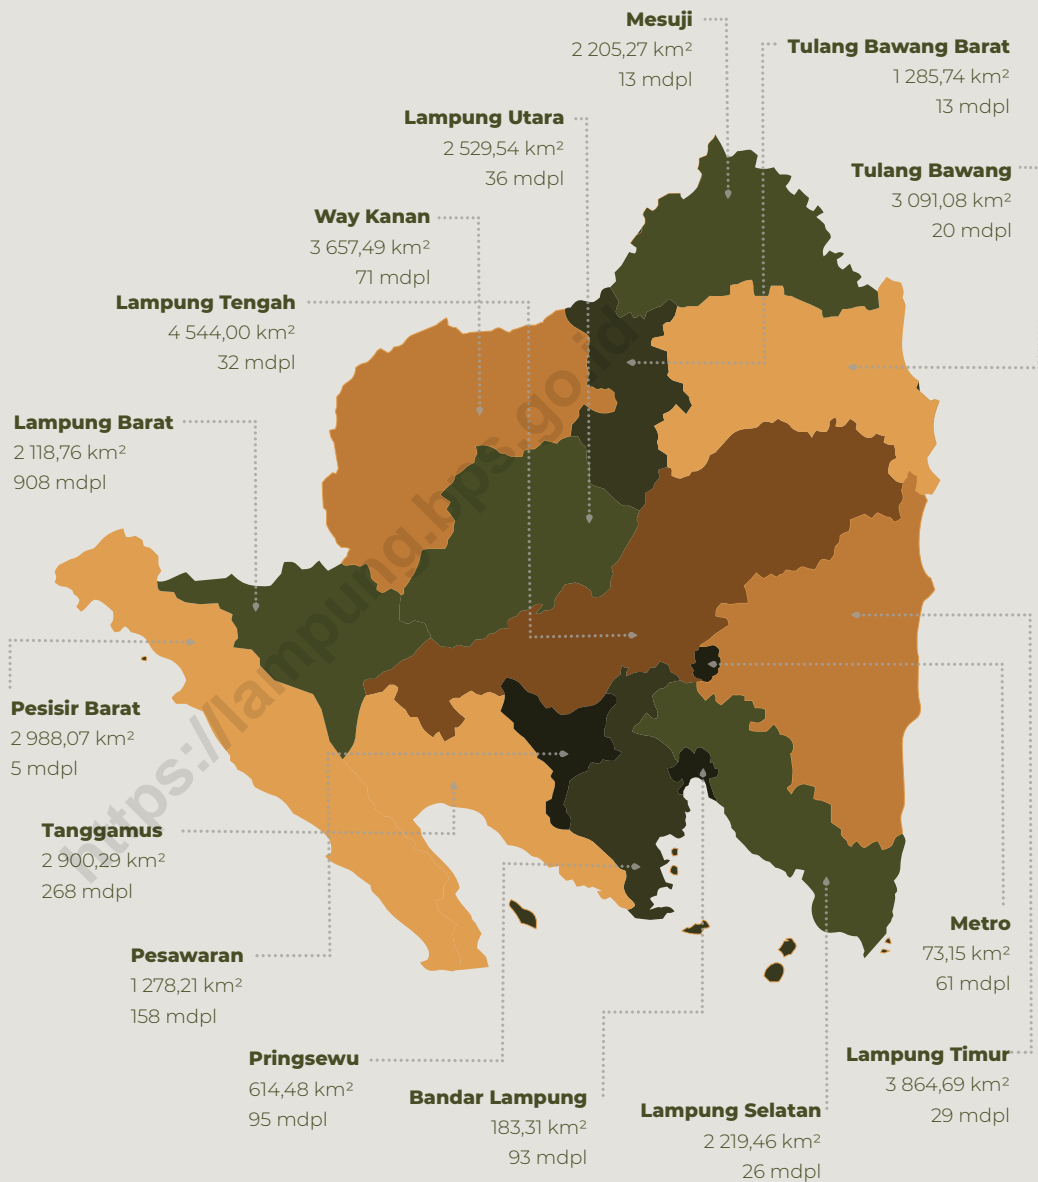 Mesuji
2 205,27 km²
13 mdpl
Tulang Bawang Barat
1 285,74 km²
13 mdpl
Lampung Utara
2 529,54 km²
36 mdpl
Tulang Bawang
3 091,08 km²
20 mdpl
Way Kanan
3 657,49 km²
71 mdpl
Lampung Tengah
4 544,00 km²
32 mdpl
Lampung Barat
2 118,76 km²
908 mdpl
Pesisir Barat
2 988,07 km²
5 mdpl
Tanggamus
2 900,29 km²
268 mdpl
Pesawaran
1 278,21 km²
158 mdpl
Pringsewu
614,48 km²
95 mdpl
Bandar Lampung
183,31 km²
93 mdpl
Lampung Selatan
2 219,46 km²
26 mdpl
Metro
73,15 km²
61 mdpl
Lampung Timur
3 864,69 km²
29 mdpl
https://lampung.bps.go.id